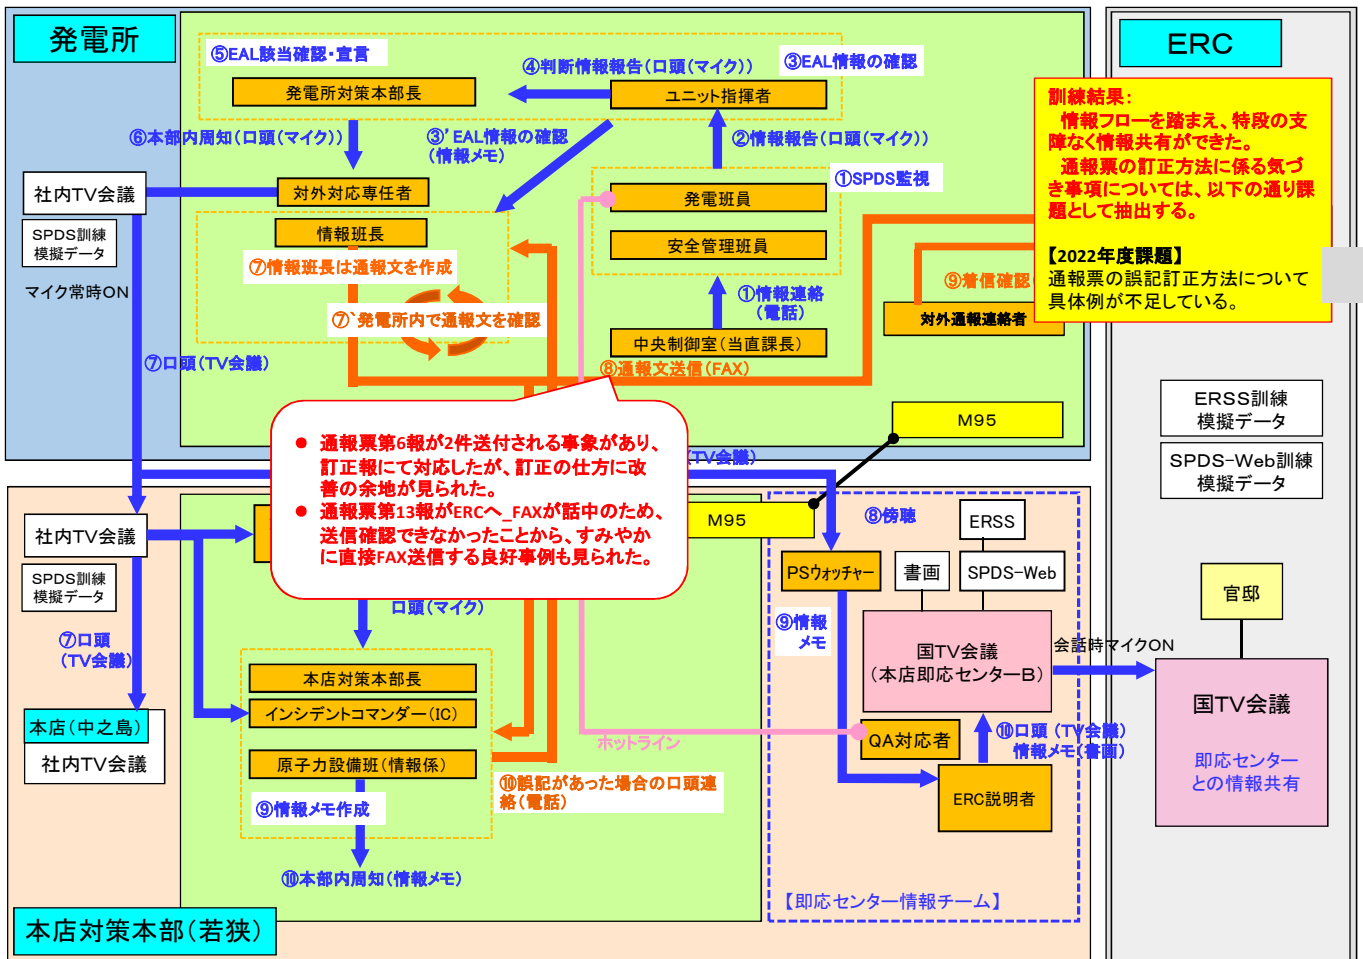 発電所
⑤EAL該当確認・宣言
④判断情報報告(口頭(マイク))
③EAL情報の確認
発電所対策本部長
ユニット指揮者
⑥本部内周知(口頭(マイク))
③’EAL情報の確認
(情報メモ)
②情報報告(口頭(マイク))
①SPDS監視
社内TV会議
対外対応専任者
発電班員
SPDS訓練
模擬データ
情報班長
安全管理班員
⑦情報班長は通報文を作成
マイク常時ON
①情報連絡
(電話)
⑦`発電所内で通報文を確認
中央制御室(当直課長)
⑨着信確認
対外通報連絡者
⑦口頭(TV会議)
⑧通報文送信(FAX)
M95
ERC
訓練結果:
情報フローを踏まえ、特段の支
障なく情報共有ができた。
通報票の訂正方法に係る気づ
き事項については、以下の通り課
題として抽出する。
【2022年度課題】
通報票の誤記訂正方法について
具体例が不足している。
ERSS訓練
模擬データ
SPDS-Web訓練
模擬データ
● 通報票第6報が2件送付される事象があり、
訂正報にて対応したが、訂正の仕方に改
善の余地が見られた。
● 通報票第13報がERCへ_FAXが話中のため、
送信確認できなかったことから、すみやか
に直接FAX送信する良好事例も見られた。
TV会議)
社内TV会議
SPDS訓練
模擬データ
M95
⑧傍聴
ERSS
PSウォッチャー
書画
SPDS-Web
口頭(マイク)
⑦口頭
(TV会議)
⑨情報
メモ
国TV会議
(本店即応センターB)
会話時マイクON
官邸
本店対策本部長
インシデントコマンダー(IC)
本店(中之島)
社内TV会議
原子力設備班(情報係)
ホットライン
QA対応者
⑩口頭 (TV会議)
情報メモ(書画)
国TV会議
即応センター
との情報共有
⑩誤記があった場合の口頭連
絡(電話)
⑨情報メモ作成
ERC説明者
⑩本部内周知(情報メモ)
【即応センター情報チーム】
本店対策本部(若狭)